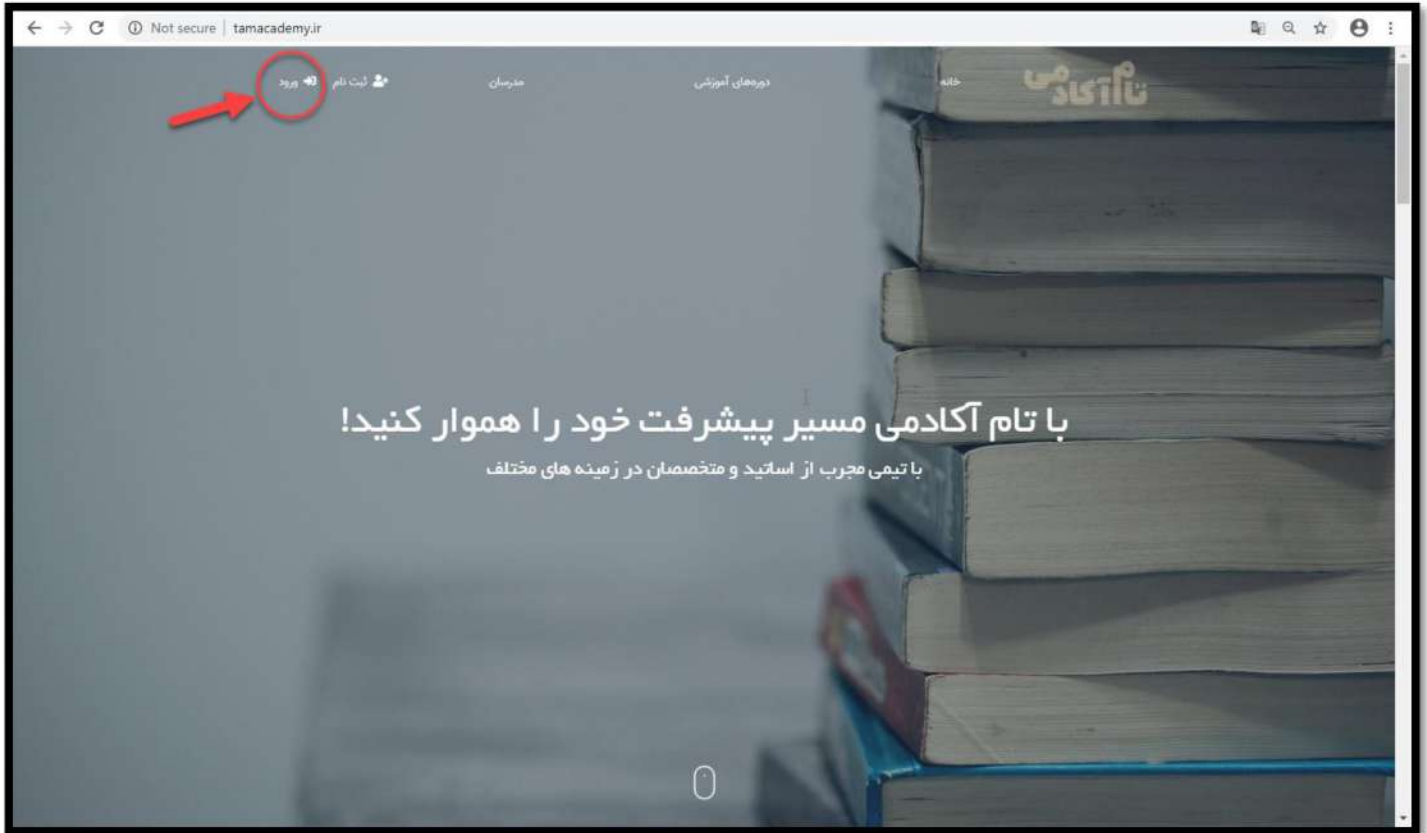 Not secure | tamacademy.ir
تام آکادمی
خانه
دوره‌های آموزشی
مدرسان
ثبت نام
ورود
با تام آکادمی مسیر پیشرفت خود را هموار کنید!
با تیمی مجرب از اساتید و متخصصان در زمینه های مختلف